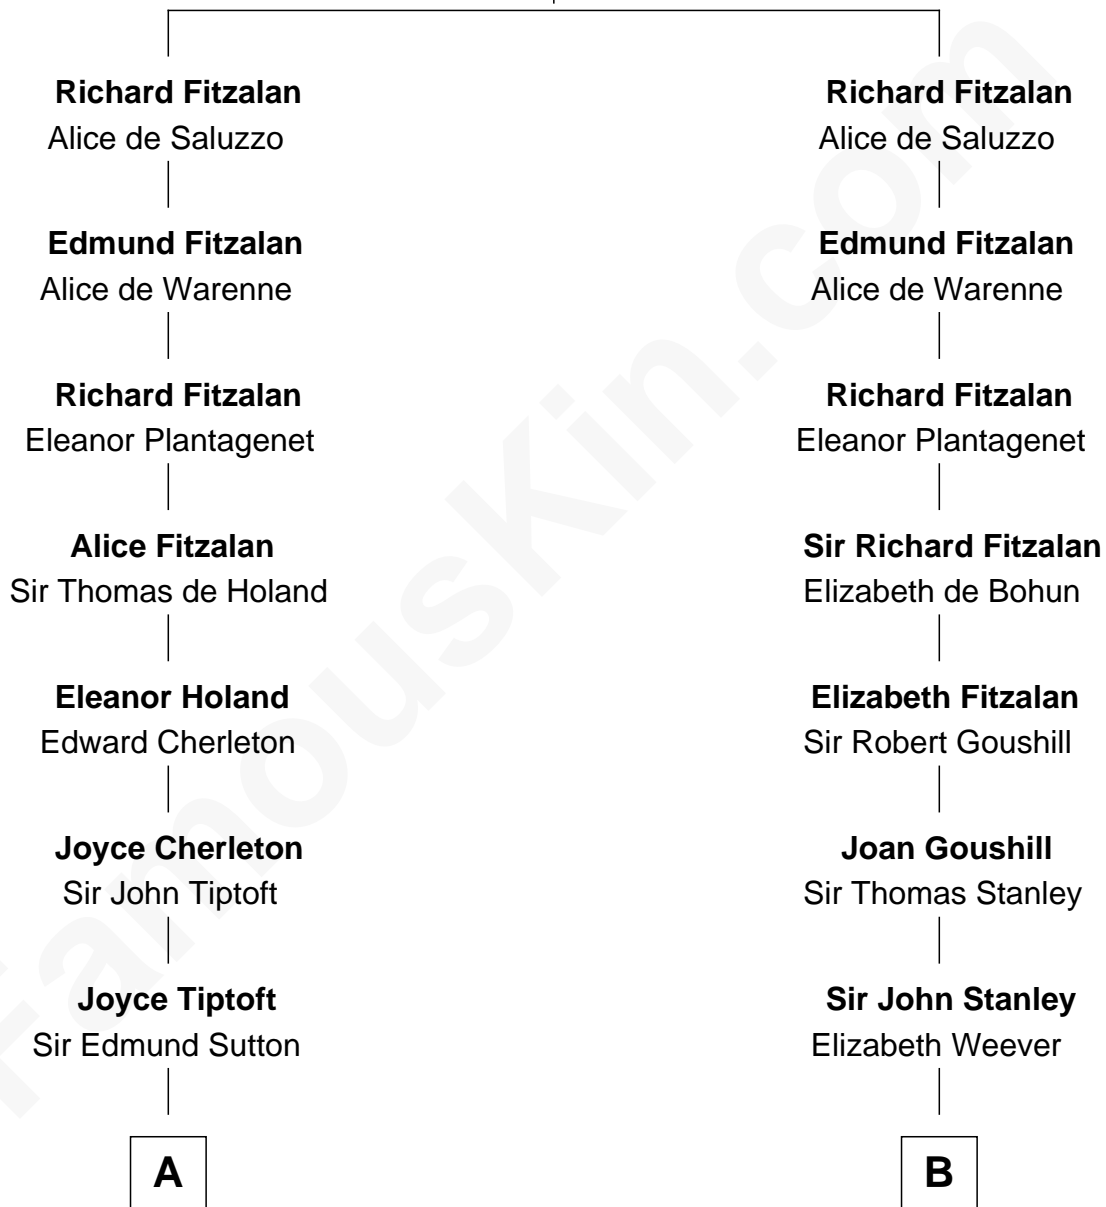 Richard Fitzalan
Alice de Saluzzo
Edmund Fitzalan
Alice de Warenne
Richard Fitzalan
Eleanor Plantagenet
Alice Fitzalan
Sir Thomas de Holand
Eleanor Holand
Edward Cherleton
Joyce Cherleton
Sir John Tiptoft
Joyce Tiptoft
Sir Edmund Sutton
A
Richard Fitzalan
Alice de Saluzzo
Edmund Fitzalan
Alice de Warenne
Richard Fitzalan
Eleanor Plantagenet
Sir Richard Fitzalan
Elizabeth de Bohun
Elizabeth Fitzalan
Sir Robert Goushill
Joan Goushill
Sir Thomas Stanley
Sir John Stanley
Elizabeth Weever
B
FamousKin.com